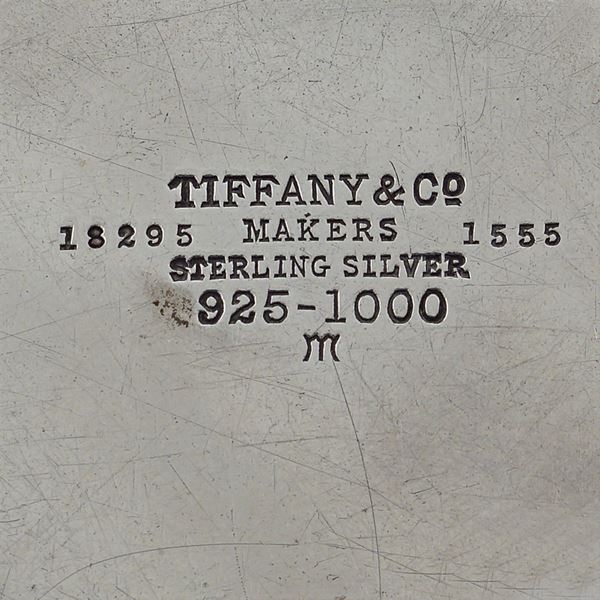 TIFFANY & Co
18295 MAKERS 1555
STERLING SILVER
925-1000
m